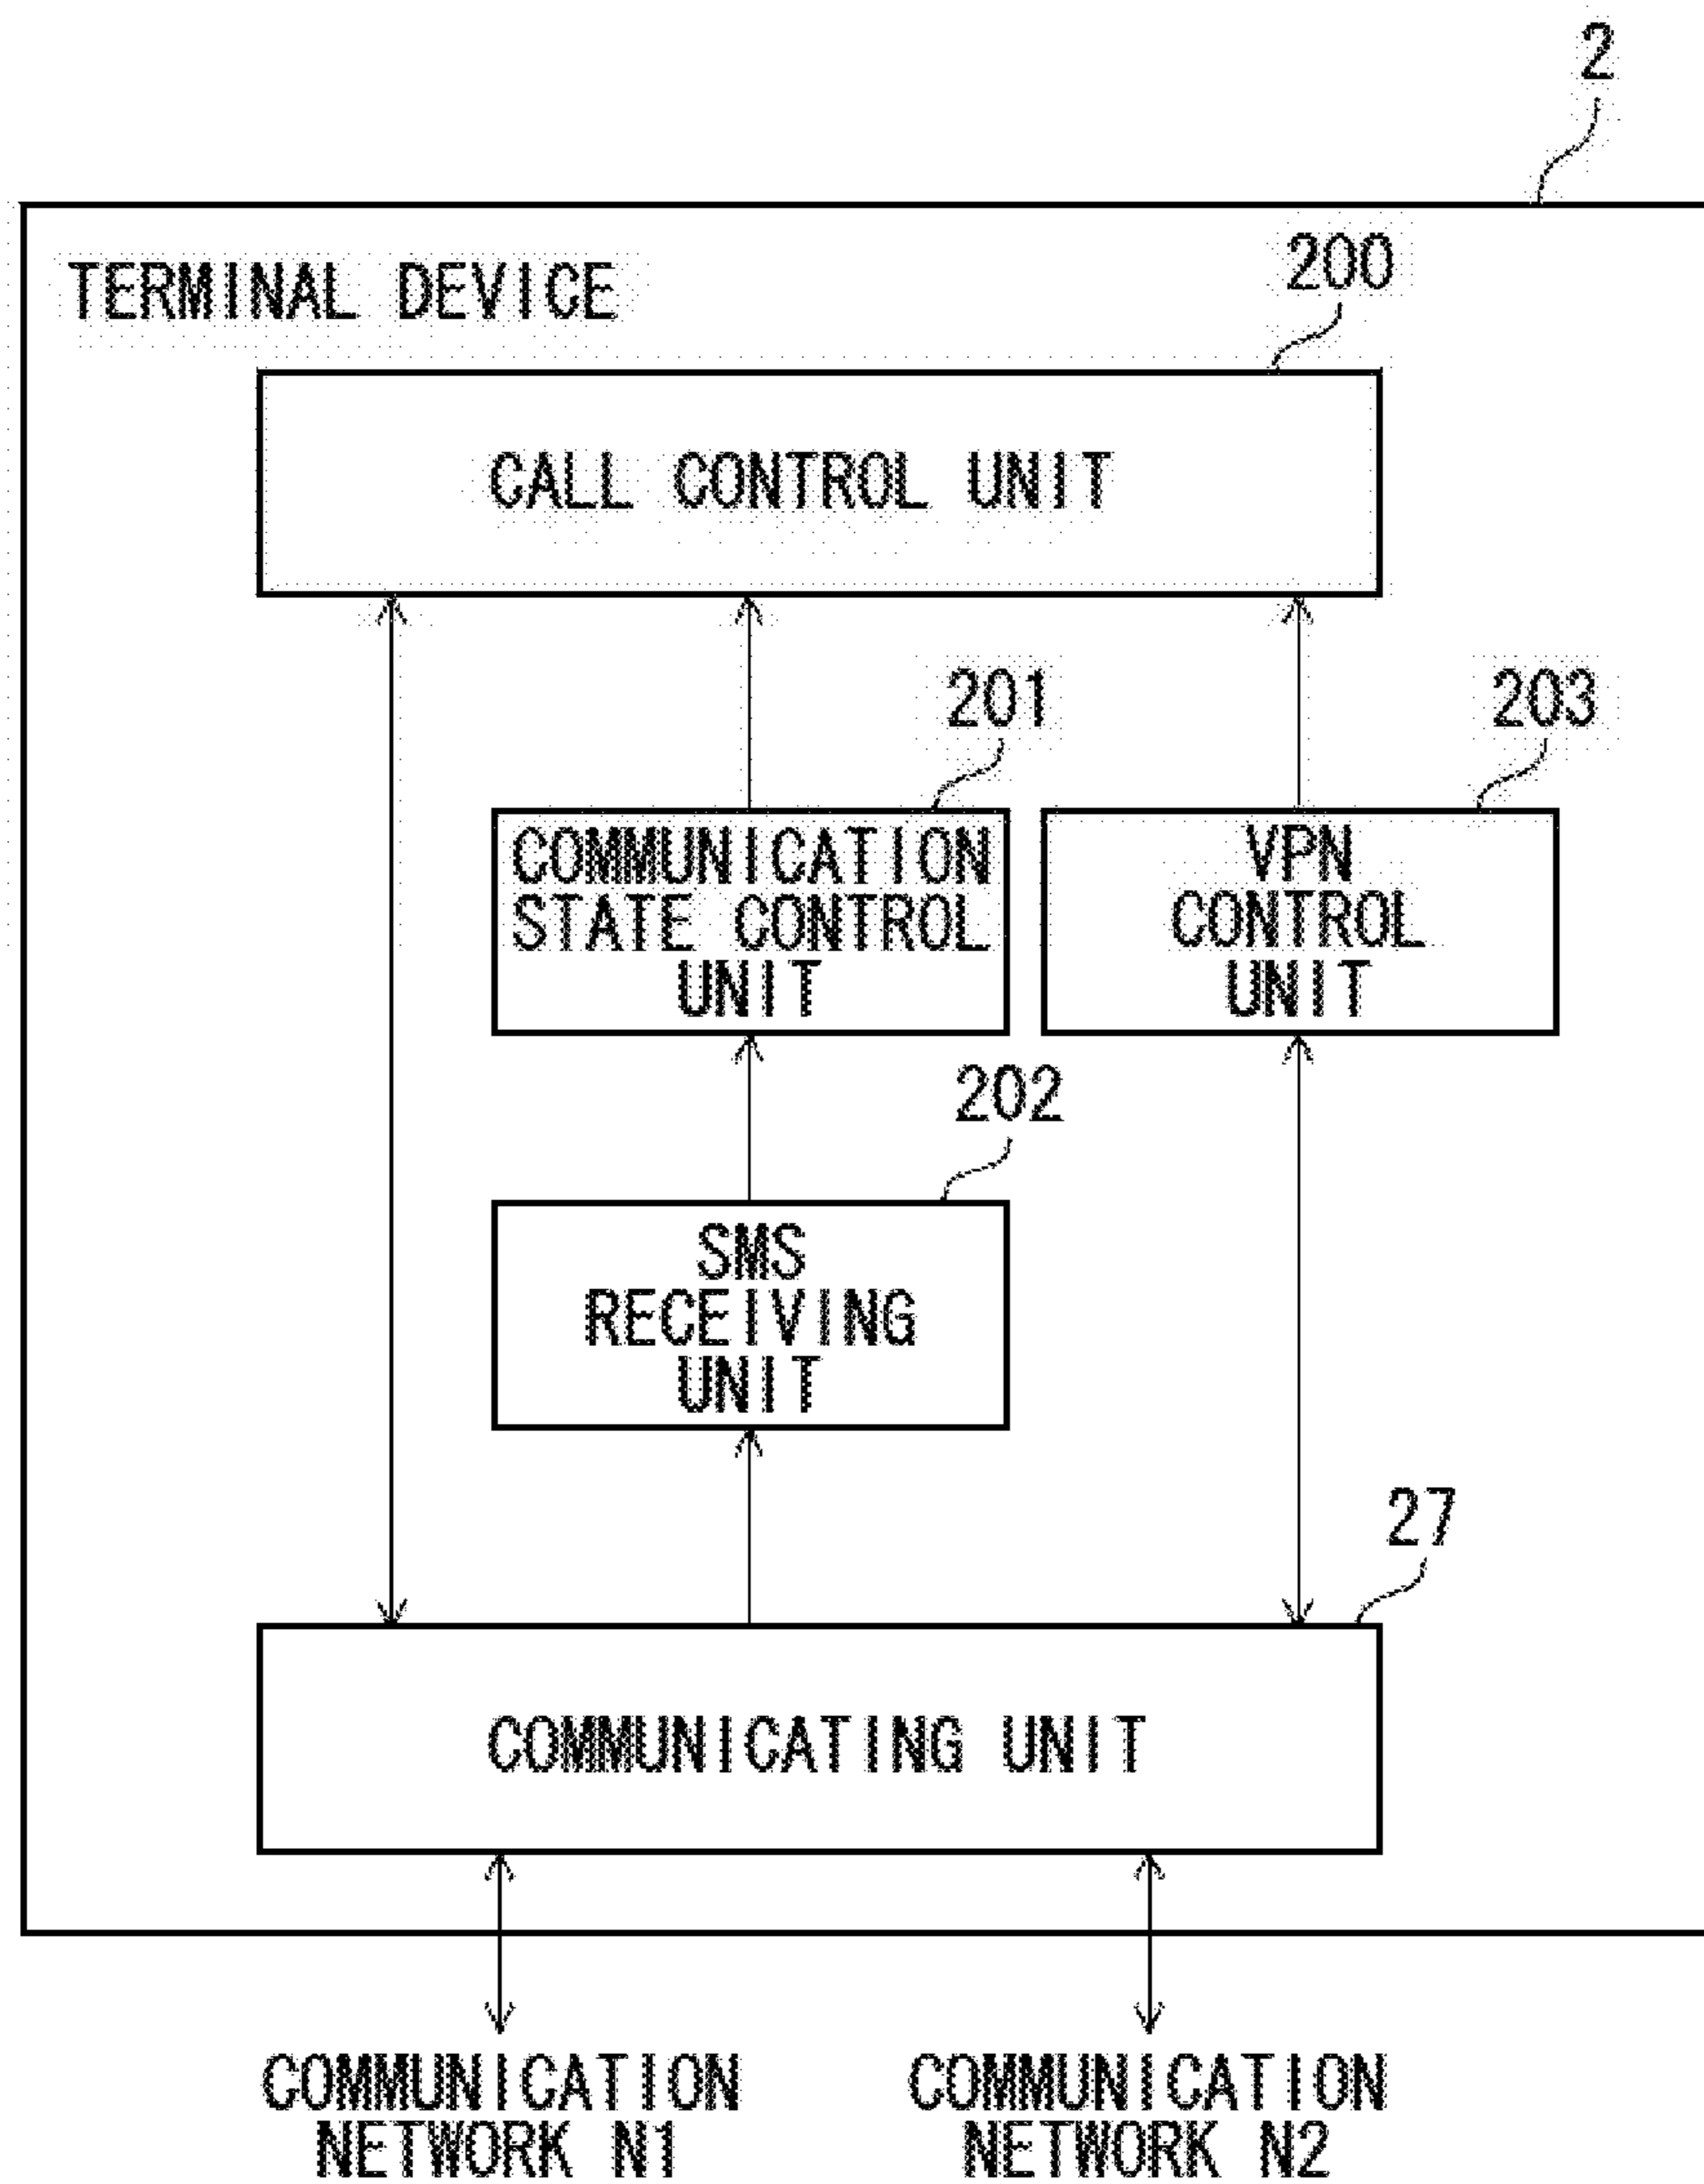 2
TERMINAL DEVICE
200
CALL CONTROL UNIT
201
203
COMMUNICATION
STATE CONTROL
UNIT
VPN
CONTROL
UNIT
202
SMS
RECEIVING
UNIT
27
COMMUNICATING UNIT
COMMUNICATION
NETWORK N1
COMMUNICATION
NETWORK N2